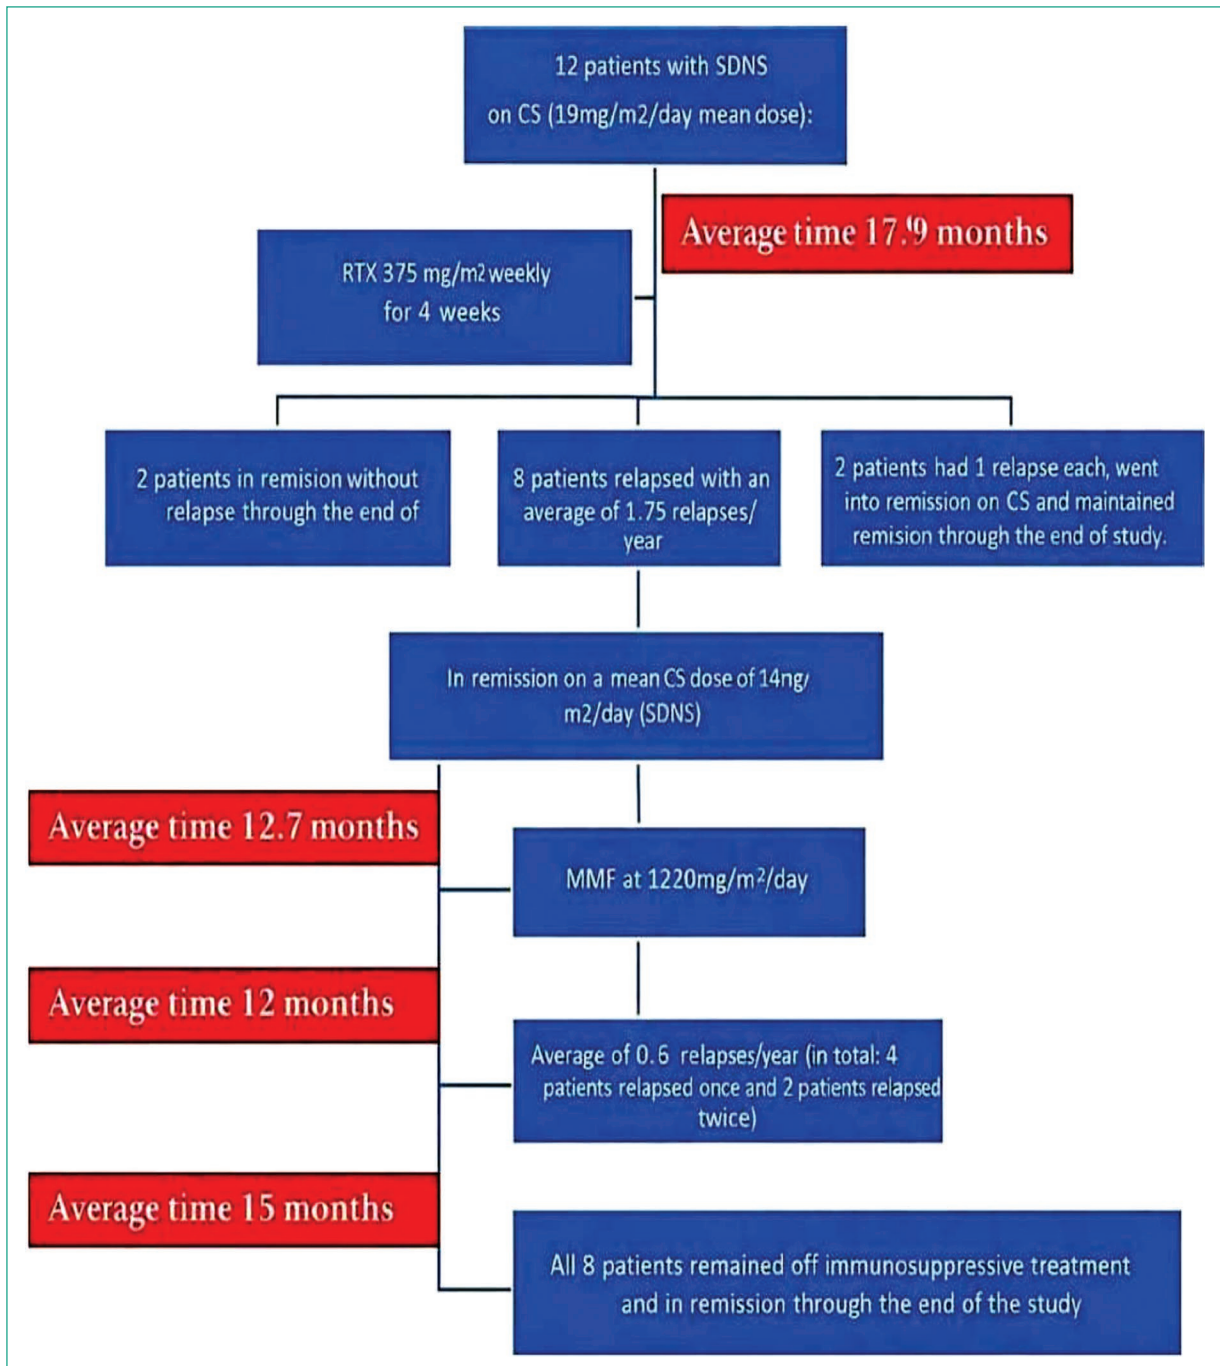 12 patients with SDNS
on CS (19mg/m2/day mean dose):
Average time 17.9 months
RTX 375 mg/m2 weekly
for 4 weeks
2 patients in remision without
relapse through the end of
8 patients relapsed with an
average of 1.75 relapses/
year
2 patients had 1 relapse each, went
into remission on CS and maintained
remision through the end of study.
In remission on a mean CS dose of 14ng/
m2/day (SDNS)
Average time 12.7 months
MMF at 1220mg/m²/day
Average time 12 months
Average of 0.6 relapses/year (in total: 4
patients relapsed once and 2 patients relapsed
twice)
Average time 15 months
All 8 patients remained off immunosuppressive treatment
and in remission through the end of the study